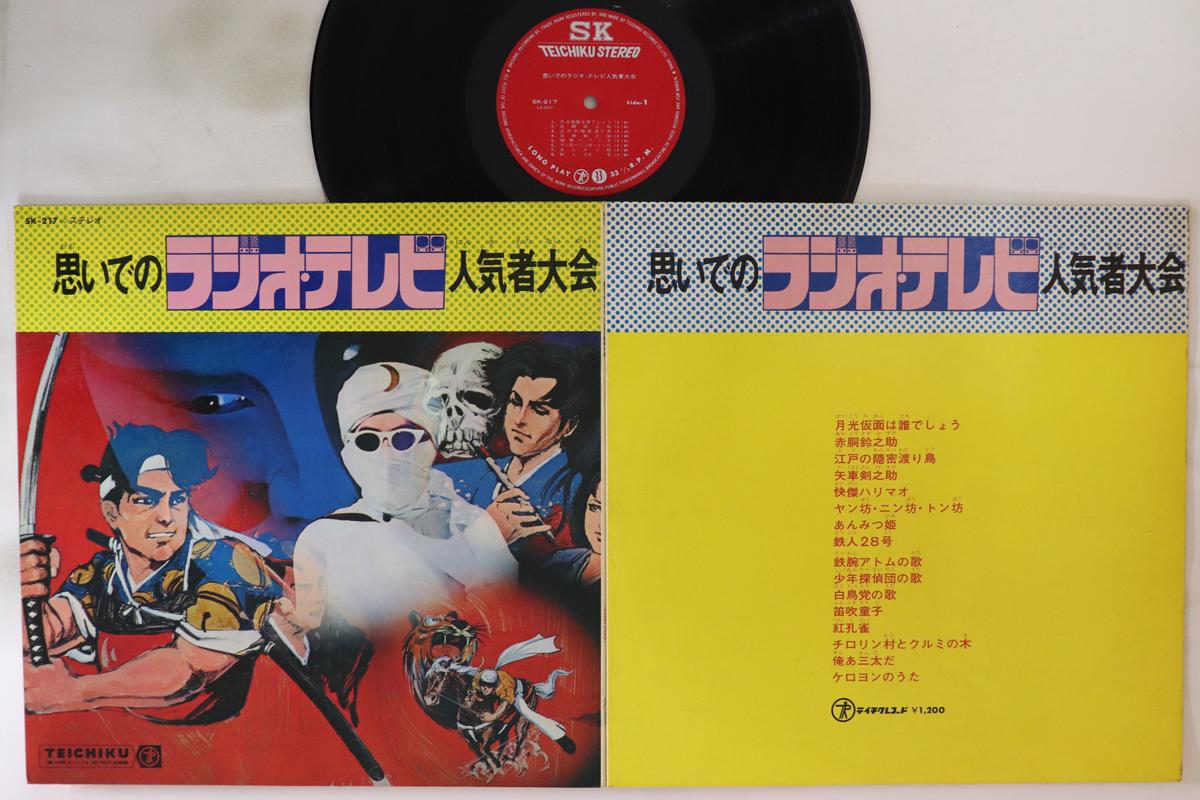 SK
TEICHIKU STEREO
思いでのラジオ・テレビ人気者大会
SK-217
Side-1
LONG PLAY
33 1/3 R.P.M.
SK-217 ステレオ
思いでのラジオ・テレビ人気者大会
TEICHIKU
思いでのラジオ・テレビ人気者大会
月光仮面は誰でしょう
赤胴鈴之助
江戸の隠密渡り鳥
矢車剣之助
快傑ハリマオ
ヤン坊・ニン坊・トン坊
あんみつ姫
鉄人28号
鉄腕アトムの歌
少年探偵団の歌
白鳥党の歌
笛吹童子
紅孔雀
チロリン村とクルミの木
俺あ三太だ
ケロヨンのうた
テイチクレコード ¥1,200